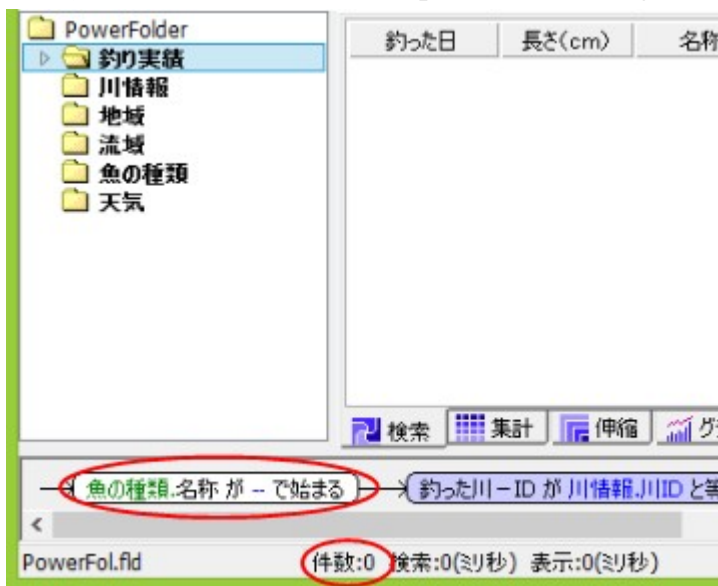 PowerFolder
釣り実績
川情報
地域
流域
魚の種類
天気
釣った日 長さ(cm) 名称
検索 集計 伸縮
魚の種類.名称 が -- で始まる 釣った川-ID が 川情報.川ID と等
PowerFol.fld 件数:0 検索:0(ミリ秒) 表示:0(ミリ秒)